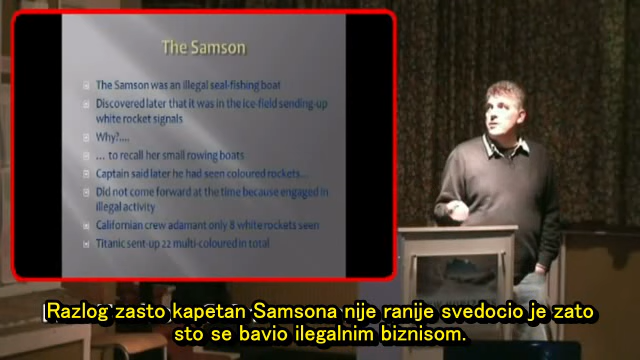 The Samson
The Samson was an illegal seal-fishing boat
Discovered later that it was in the ice-field sending-up
white rocket signals
Why?....
... to recall her small rowing boats
Captain said later he had seen coloured rockets...
Did not come forward at the time because engaged in
illegal activity
Californian crew adamant only 8 white rockets seen
Titanic sent-up 22 multi-coloured in total
Razlog zasto kapetan Samsona nije ranije svedocio je zato
sto se bavio ilegalnim biznisom.